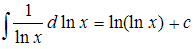 ∫ 1/ln x d ln x = ln(ln x) + c